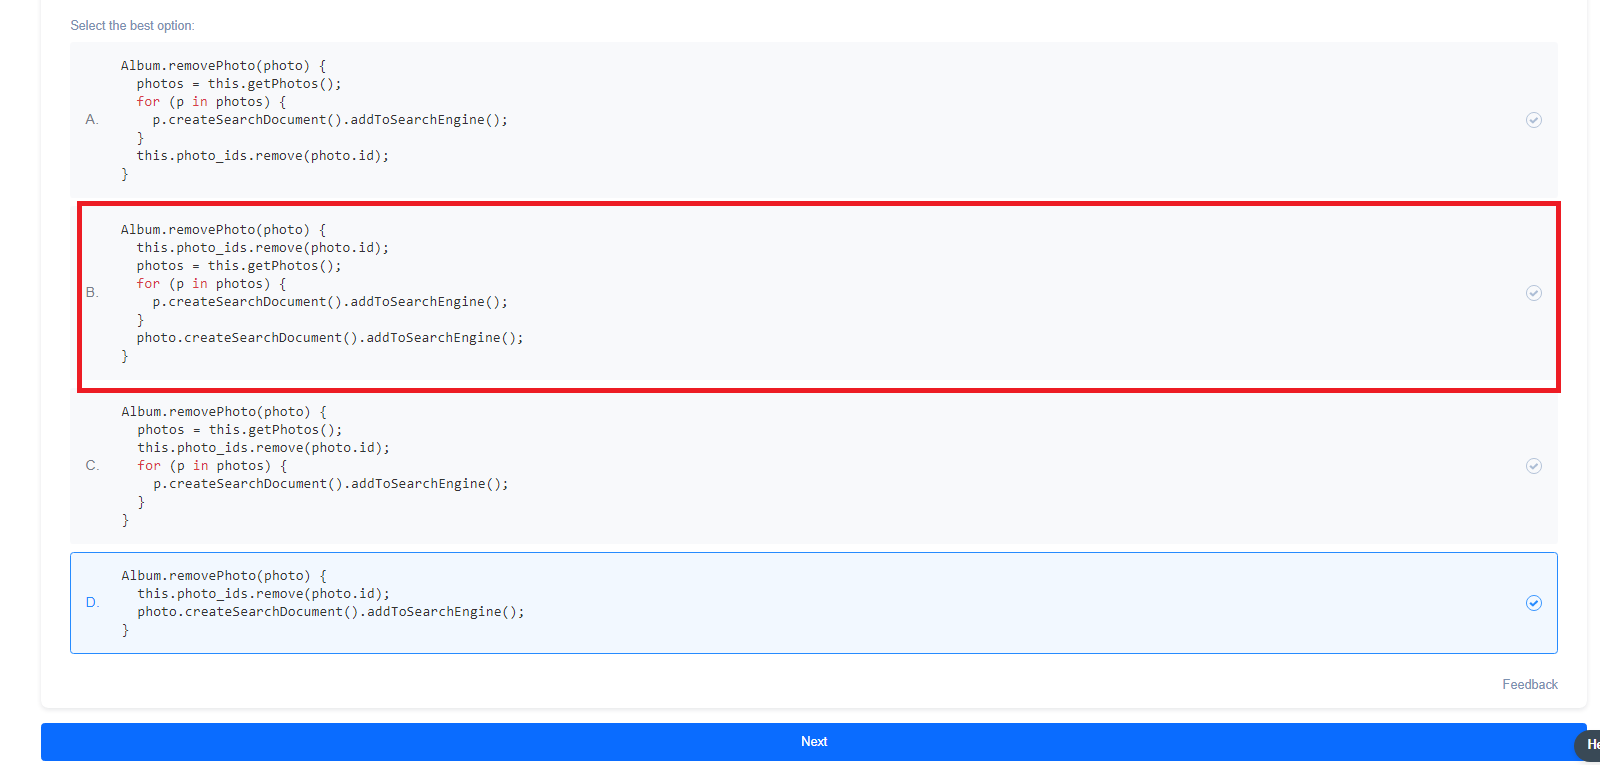 Select the best option:
A.
Album.removePhoto(photo) {
  photos = this.getPhotos();
  for (p in photos) {
    p.createSearchDocument().addToSearchEngine();
  }
  this.photo_ids.remove(photo.id);
}
B.
Album.removePhoto(photo) {
  this.photo_ids.remove(photo.id);
  photos = this.getPhotos();
  for (p in photos) {
    p.createSearchDocument().addToSearchEngine();
  }
  photo.createSearchDocument().addToSearchEngine();
}
C.
Album.removePhoto(photo) {
  photos = this.getPhotos();
  this.photo_ids.remove(photo.id);
  for (p in photos) {
    p.createSearchDocument().addToSearchEngine();
  }
}
D.
Album.removePhoto(photo) {
  this.photo_ids.remove(photo.id);
  photo.createSearchDocument().addToSearchEngine();
}
Feedback
Next